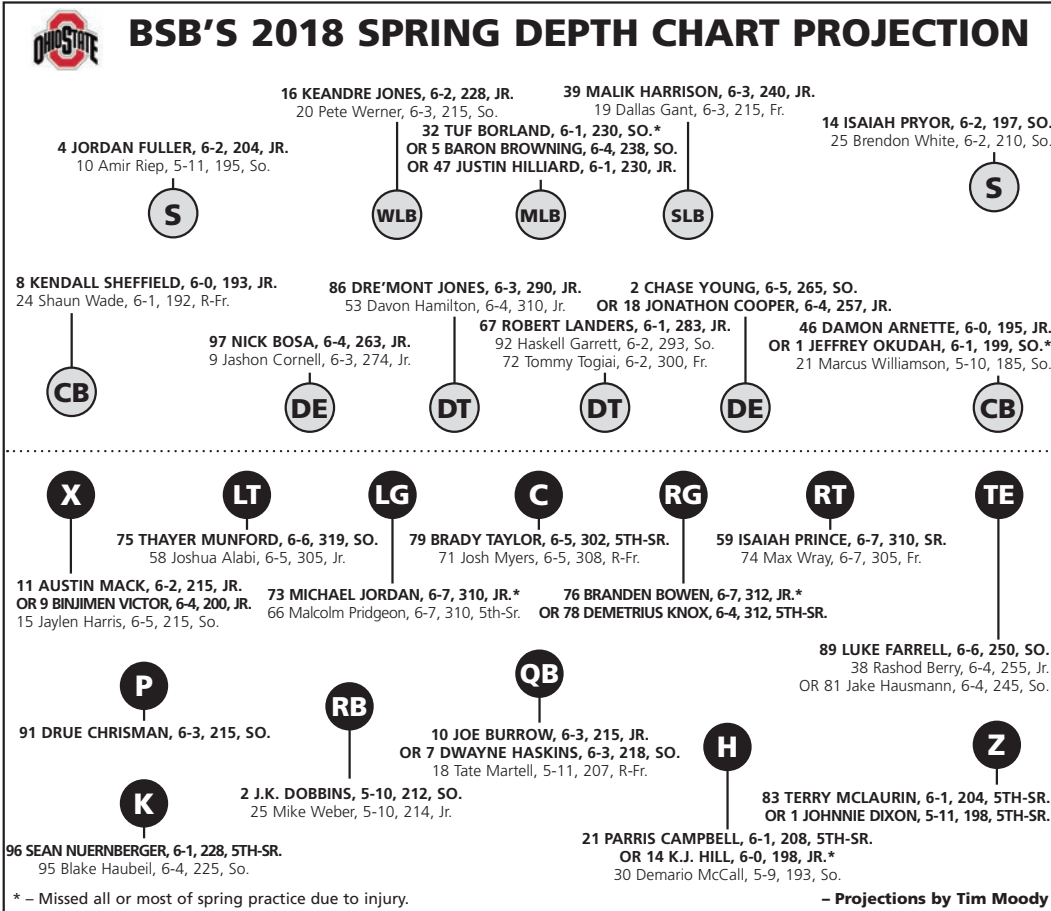 OHIO STATE
BSB'S 2018 SPRING DEPTH CHART PROJECTION
4 JORDAN FULLER, 6-2, 204, JR.
10 Amir Riep, 5-11, 195, So.
S
16 KEANDRE JONES, 6-2, 228, JR.
20 Pete Werner, 6-3, 215, So.
WLB
32 TUF BORLAND, 6-1, 230, SO.*
OR 5 BARON BROWNING, 6-4, 238, SO.
OR 47 JUSTIN HILLIARD, 6-1, 230, JR.
MLB
39 MALIK HARRISON, 6-3, 240, JR.
19 Dallas Gant, 6-3, 215, Fr.
SLB
14 ISAIAH PRYOR, 6-2, 197, SO.
25 Brendon White, 6-2, 210, So.
S
8 KENDALL SHEFFIELD, 6-0, 193, JR.
24 Shaun Wade, 6-1, 192, R-Fr.
CB
97 NICK BOSA, 6-4, 263, JR.
9 Jashon Cornell, 6-3, 274, Jr.
DE
86 DRE'MONT JONES, 6-3, 290, JR.
53 Davon Hamilton, 6-4, 310, Jr.
DT
67 ROBERT LANDERS, 6-1, 283, JR.
92 Haskell Garrett, 6-2, 293, So.
72 Tommy Togiai, 6-2, 300, Fr.
DT
2 CHASE YOUNG, 6-5, 265, SO.
OR 18 JONATHON COOPER, 6-4, 257, JR.
DE
46 DAMON ARNETTE, 6-0, 195, JR.
OR 1 JEFFREY OKUDAH, 6-1, 199, SO.*
21 Marcus Williamson, 5-10, 185, So.
CB
X
11 AUSTIN MACK, 6-2, 215, JR.
OR 9 BINJIMEN VICTOR, 6-4, 200, JR.
15 Jaylen Harris, 6-5, 215, So.
LT
75 THAYER MUNFORD, 6-6, 319, SO.
58 Joshua Alabi, 6-5, 305, Jr.
LG
73 MICHAEL JORDAN, 6-7, 310, JR.*
66 Malcolm Pridgeon, 6-7, 310, 5th-Sr.
C
79 BRADY TAYLOR, 6-5, 302, 5TH-SR.
71 Josh Myers, 6-5, 308, R-Fr.
RG
76 BRANDEN BOWEN, 6-7, 312, JR.*
OR 78 DEMETRIUS KNOX, 6-4, 312, 5TH-SR.
RT
59 ISAIAH PRINCE, 6-7, 310, SR.
74 Max Wray, 6-7, 305, Fr.
TE
89 LUKE FARRELL, 6-6, 250, SO.
38 Rashod Berry, 6-4, 255, Jr.
OR 81 Jake Hausmann, 6-4, 245, So.
P
91 DRUE CHRISMAN, 6-3, 215, SO.
RB
2 J.K. DOBBINS, 5-10, 212, SO.
25 Mike Weber, 5-10, 214, Jr.
QB
10 JOE BURROW, 6-3, 215, JR.
OR 7 DWAYNE HASKINS, 6-3, 218, SO.
18 Tate Martell, 5-11, 207, R-Fr.
H
21 PARRIS CAMPBELL, 6-1, 208, 5TH-SR.
OR 14 K.J. HILL, 6-0, 198, JR.*
30 Demario McCall, 5-9, 193, So.
Z
83 TERRY MCLAURIN, 6-1, 204, 5TH-SR.
OR 1 JOHNNIE DIXON, 5-11, 198, 5TH-SR.
K
96 SEAN NUERNBERGER, 6-1, 228, 5TH-SR.
95 Blake Haubeil, 6-4, 225, So.
* – Missed all or most of spring practice due to injury.
– Projections by Tim Moody